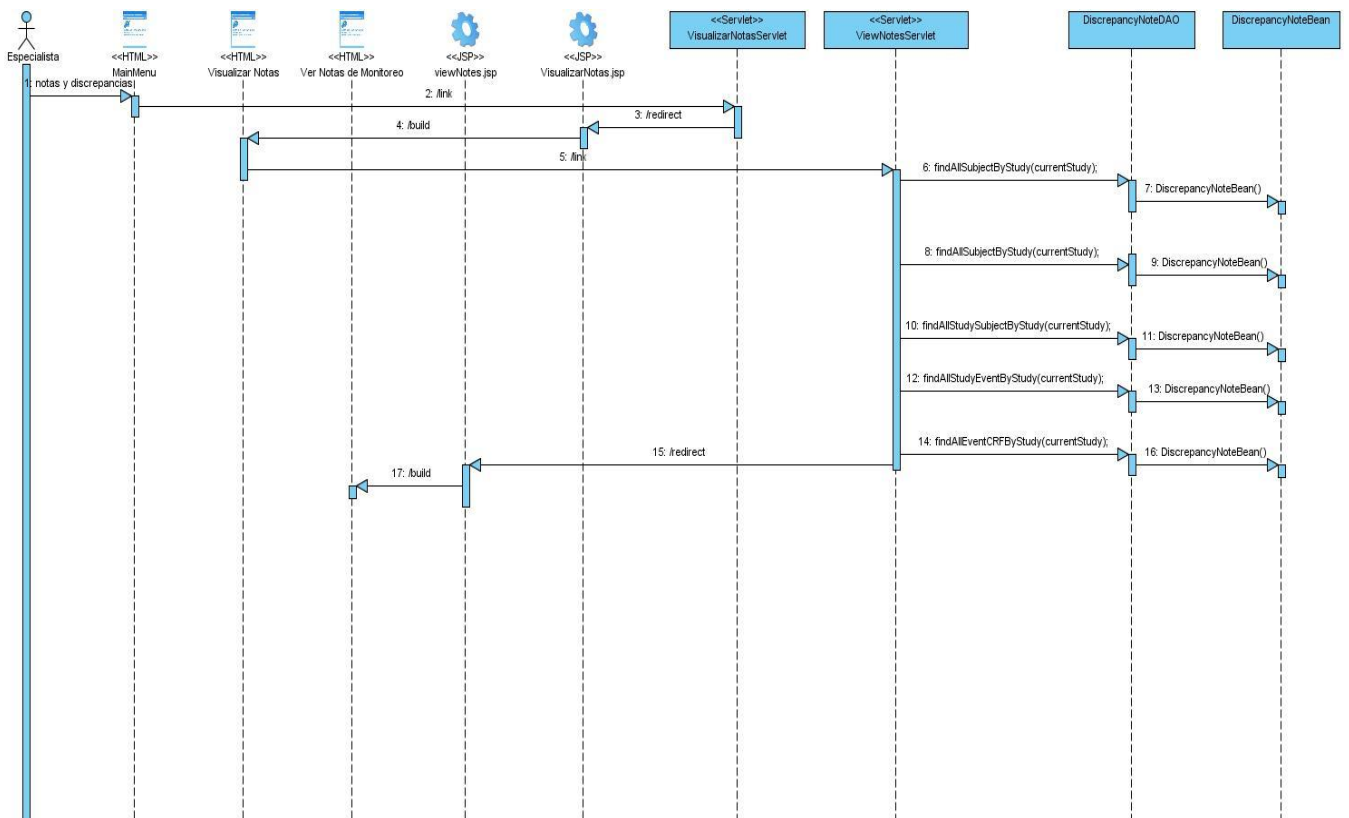 <<Servlet>>
VisualizarNotasServlet
<<Servlet>>
ViewNotesServlet
DiscrepancyNoteDAO
DiscrepancyNoteBean
Especialista
<<HTML>>
MainMenu
<<HTML>>
Visualizar Notas
<<HTML>>
Ver Notas de Monitoreo
<<JSP>>
viewNotes.jsp
<<JSP>>
VisualizarNotas.jsp
1: notas y discrepancias
2: /link
3: /redirect
4: /build
5: /link
6: findAllSubjectByStudy(currentStudy);
7: DiscrepancyNoteBean()
8: findAllSubjectByStudy(currentStudy);
9: DiscrepancyNoteBean()
10: findAllStudySubjectByStudy(currentStudy);
11: DiscrepancyNoteBean()
12: findAllStudyEventByStudy(currentStudy);
13: DiscrepancyNoteBean()
14: findAllEventCRFByStudy(currentStudy);
15: /redirect
16: DiscrepancyNoteBean()
17: /build